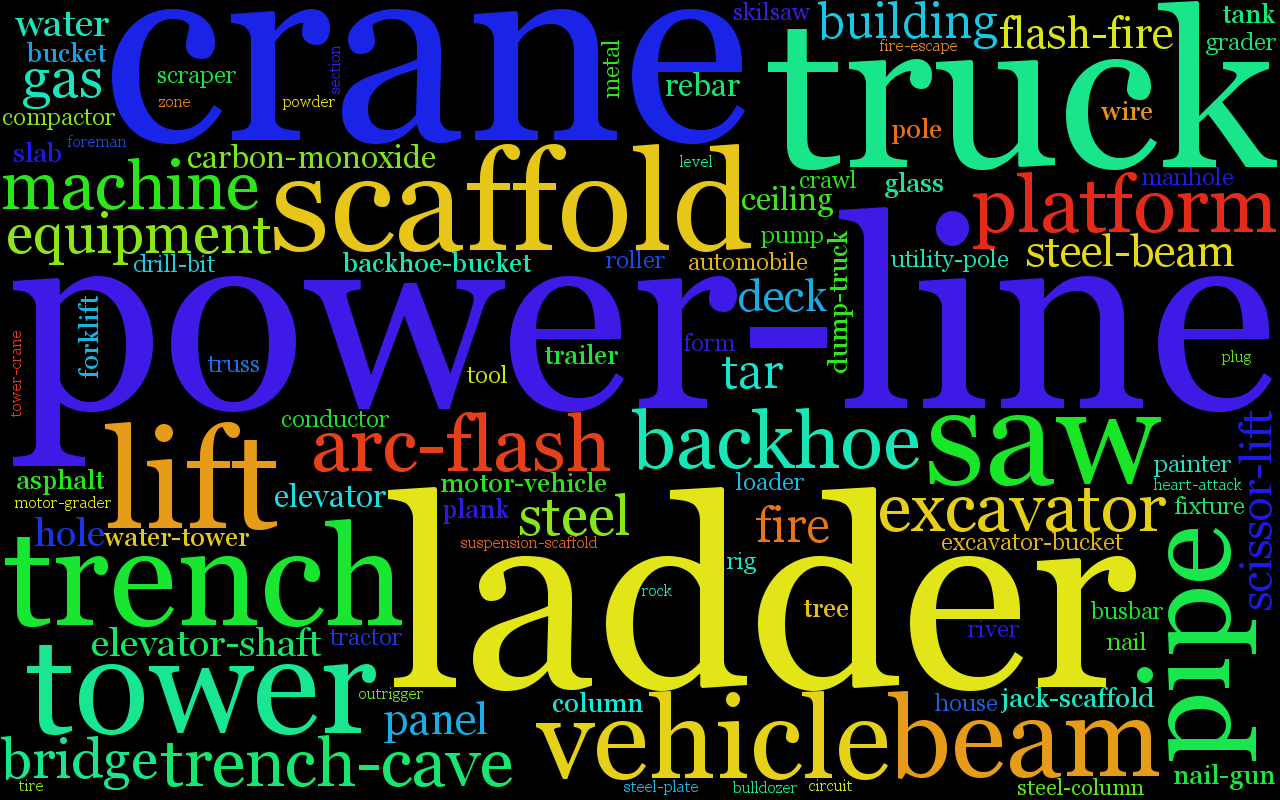 water
crane
skilsaw
building
flash-fire
truck
tank
bucket
fire-escape
grader
gas
scraper
section
metal
rebar
zone
powder
wire
compactor
pole
foreman
slab
carbon-monoxide
scaffold
level
crawl
glass
platform
manhole
machine
ceiling
equipment
pump
steel-beam
drill-bit
backhoe-bucket
roller
automobile
utility-pole
power-line
deck
dump-truck
forklift
tower-crane
truss
trailer
form
plug
tool
tar
conductor
arc-flash
backhoe
saw
scissor-lift
lift
painter
asphalt
motor-vehicle
loader
heart-attack
motor-grader
elevator
plank
steel
fire
excavator
fixture
hole
water-tower
suspension-scaffold
excavator-bucket
trench
ladder
rig
pipe
rock
tree
busbar
elevator-shaft
tractor
river
nail
tower
outrigger
column
vehicle
beam
house
jack-scaffold
panel
bridge
trench-cave
nail-gun
tire
steel-plate
bulldozer
circuit
steel-column